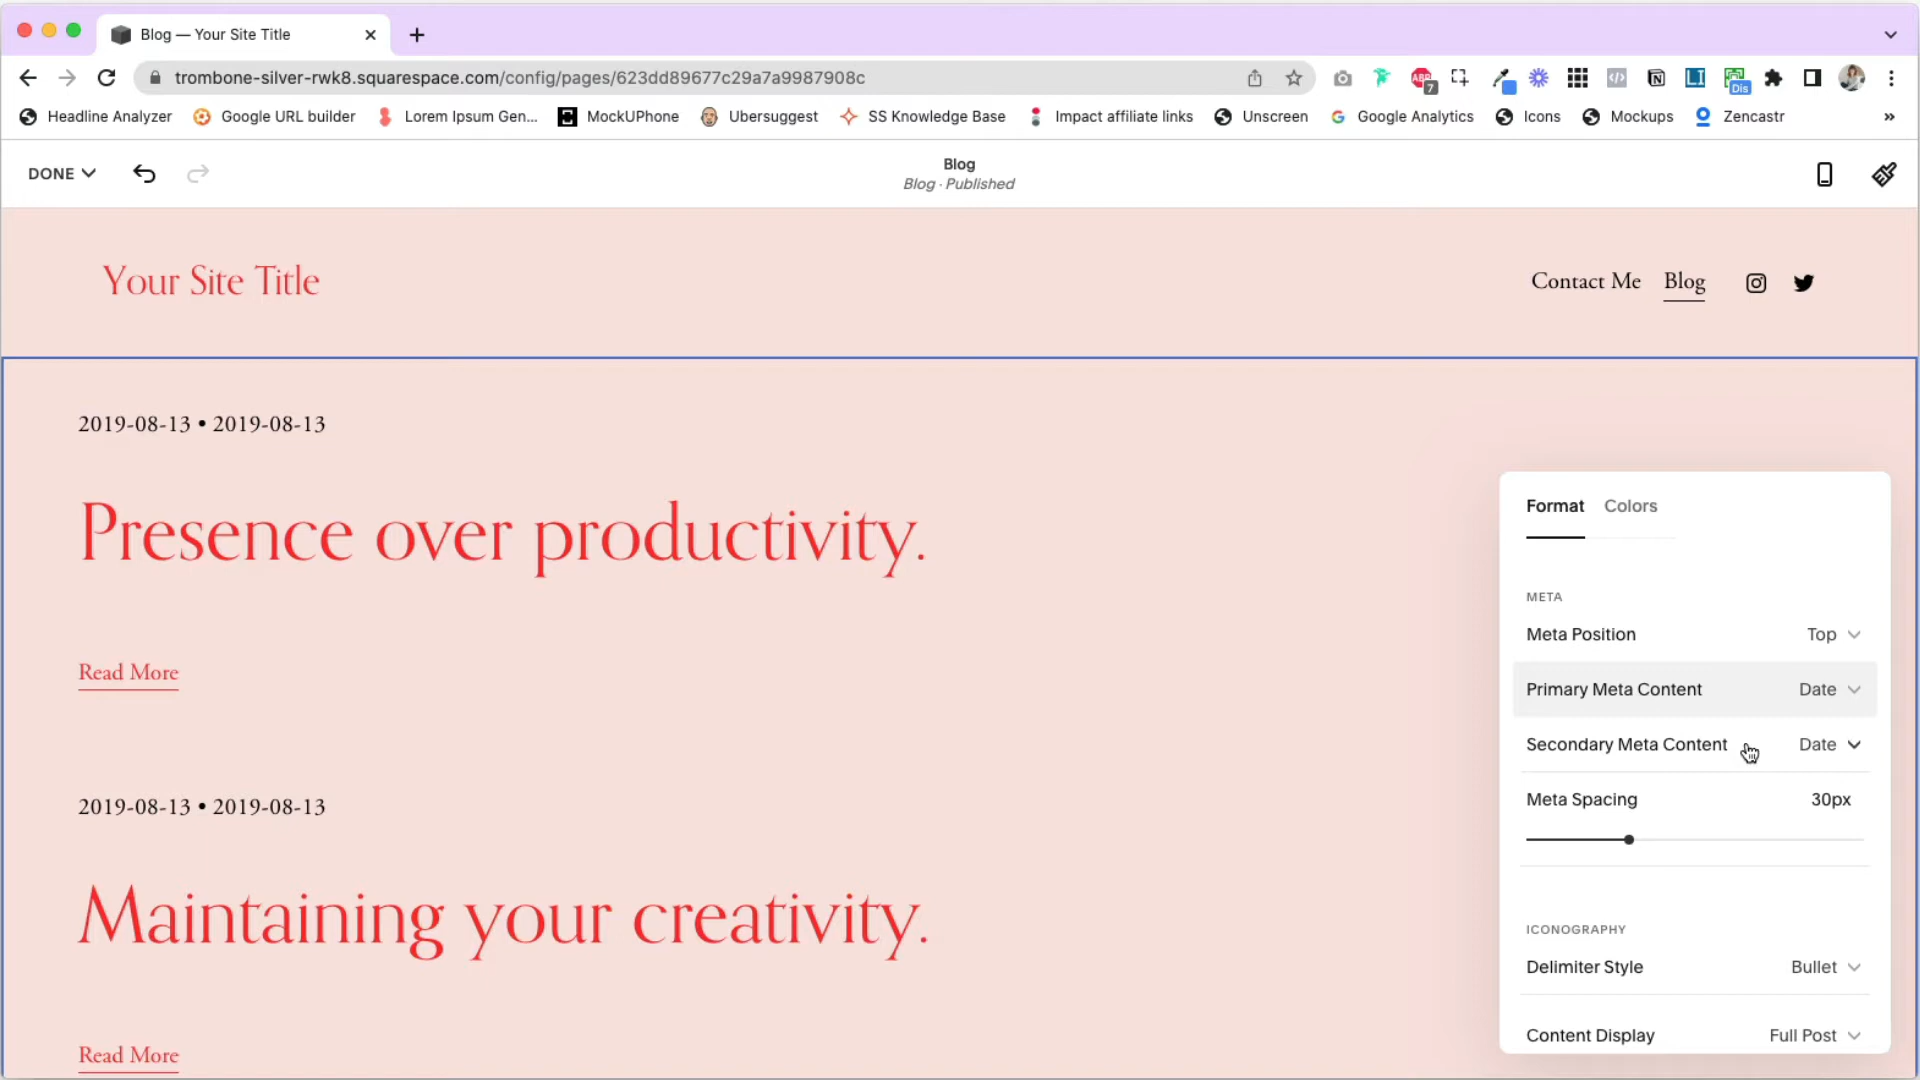 Blog — Your Site Title
trombone-silver-rwk8.squarespace.com/config/pages/623dd89677c29a7a9987908c
ABP
7
LI
Dis
Headline Analyzer
Google URL builder
Lorem Ipsum Gen...
MockUPhone
Ubersuggest
SS Knowledge Base
Impact affiliate links
Unscreen
Google Analytics
Icons
Mockups
Zencastr
»
DONE
Blog
Blog · Published
Your Site Title
Contact Me
Blog
2019-08-13 • 2019-08-13
Presence over productivity.
Read More
2019-08-13 • 2019-08-13
Maintaining your creativity.
Read More
Format
Colors
META
Meta Position
Top
Primary Meta Content
Date
Secondary Meta Content
Date
Meta Spacing
30px
ICONOGRAPHY
Delimiter Style
Bullet
Content Display
Full Post